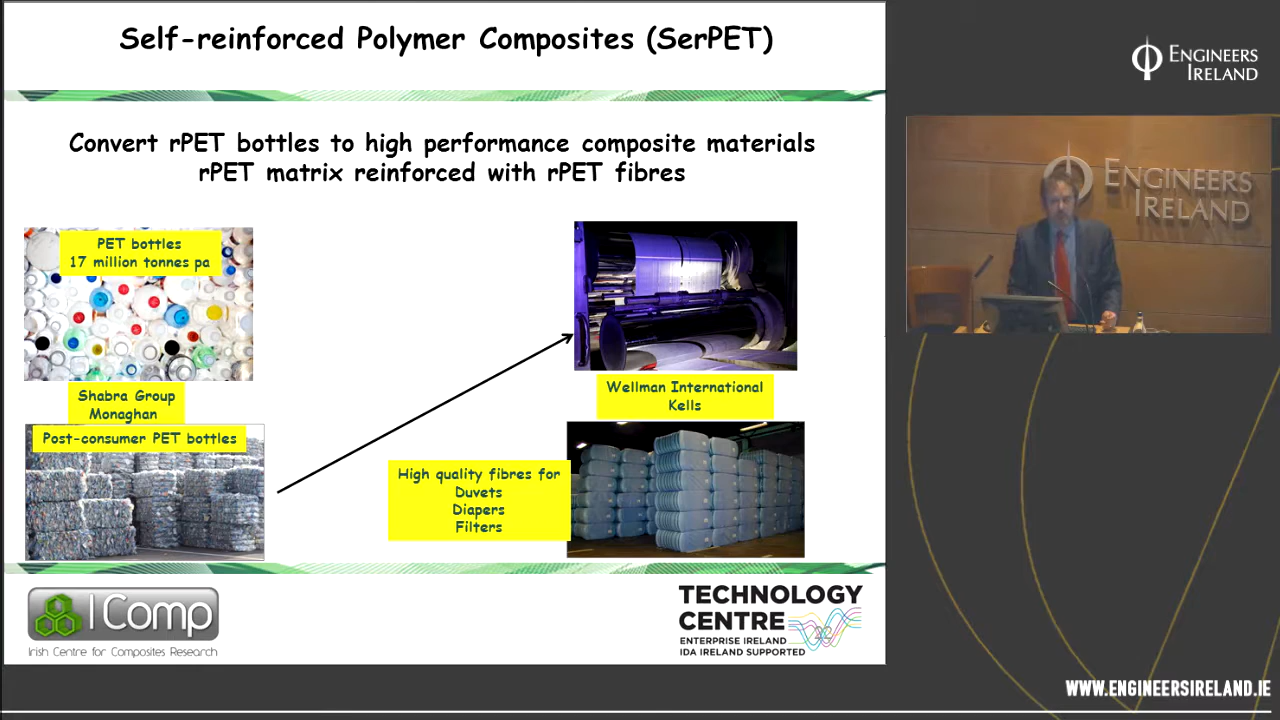 Self-reinforced Polymer Composites (SerPET)
Convert rPET bottles to high performance composite materials
rPET matrix reinforced with rPET fibres
PET bottles
17 million tonnes pa
Shabra Group
Monaghan
Post-consumer PET bottles
Wellman International
Kells
High quality fibres for
Duvets
Diapers
Filters
I Comp
Irish Centre for Composites Research
TECHNOLOGY
CENTRE
ENTERPRISE IRELAND
IDA IRELAND SUPPORTED
22
ENGINEERS
IRELAND
ENGINEERS
IRELAND
WWW.ENGINEERSIRELAND.IE